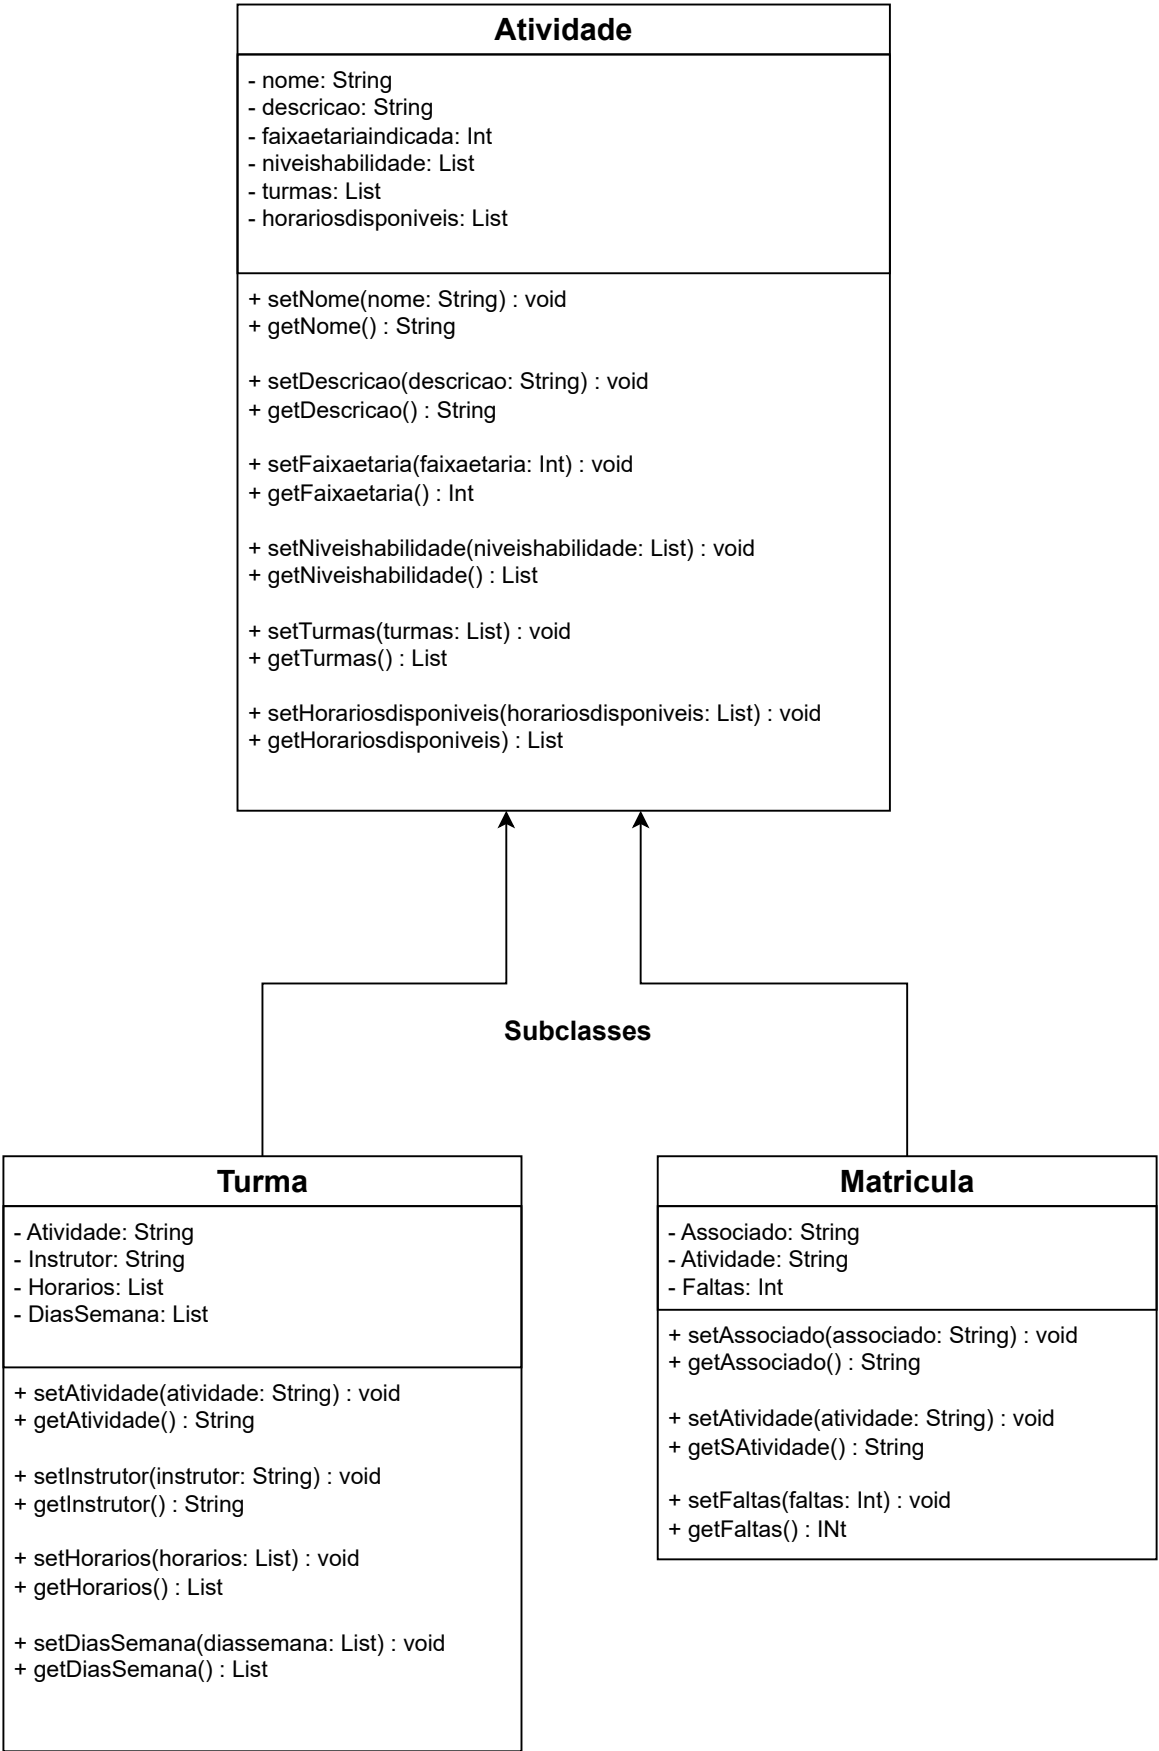 Atividade
- nome: String
- descricao: String
- faixaetariaindicada: Int
- niveishabilidade: List
- turmas: List
- horariosdisponiveis: List
+ setNome(nome: String) : void
+ getNome() : String
+ setDescricao(descricao: String) : void
+ getDescricao() : String
+ setFaixaetaria(faixaetaria: Int) : void
+ getFaixaetaria() : Int
+ setNiveishabilidade(niveishabilidade: List) : void
+ getNiveishabilidade() : List
+ setTurmas(turmas: List) : void
+ getTurmas() : List
+ setHorariosdisponiveis(horariosdisponiveis: List) : void
+ getHorariosdisponiveis) : List
Subclasses
Turma
- Atividade: String
- Instrutor: String
- Horarios: List
- DiasSemana: List
+ setAtividade(atividade: String) : void
+ getAtividade() : String
+ setInstrutor(instrutor: String) : void
+ getInstrutor() : String
+ setHorarios(horarios: List) : void
+ getHorarios() : List
+ setDiasSemana(diassemana: List) : void
+ getDiasSemana() : List
Matricula
- Associado: String
- Atividade: String
- Faltas: Int
+ setAssociado(associado: String) : void
+ getAssociado() : String
+ setAtividade(atividade: String) : void
+ getSAtividade() : String
+ setFaltas(faltas: Int) : void
+ getFaltas() : INt